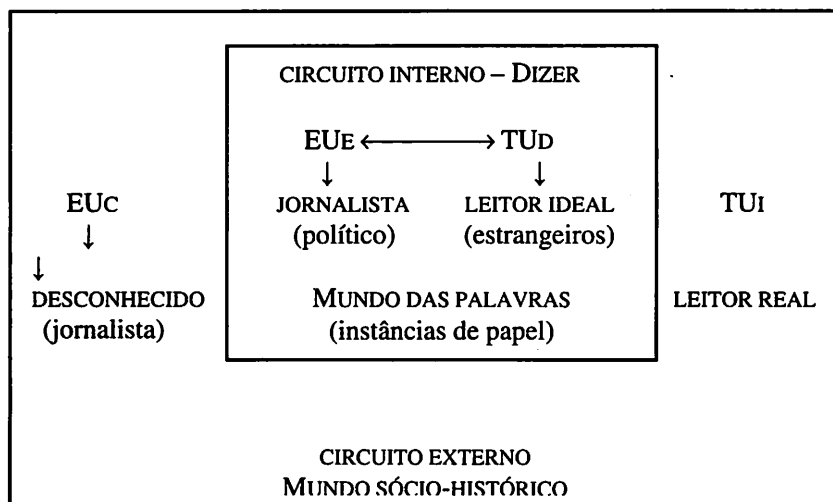 CIRCUITO INTERNO – DIZER
EUE ⟷ TUD
↓ ↓
EUC JORNALISTA LEITOR IDEAL TUI
↓ (político) (estrangeiros)
↓
DESCONHECIDO MUNDO DAS PALAVRAS LEITOR REAL
(jornalista) (instâncias de papel)
CIRCUITO EXTERNO
MUNDO SÓCIO-HISTÓRICO